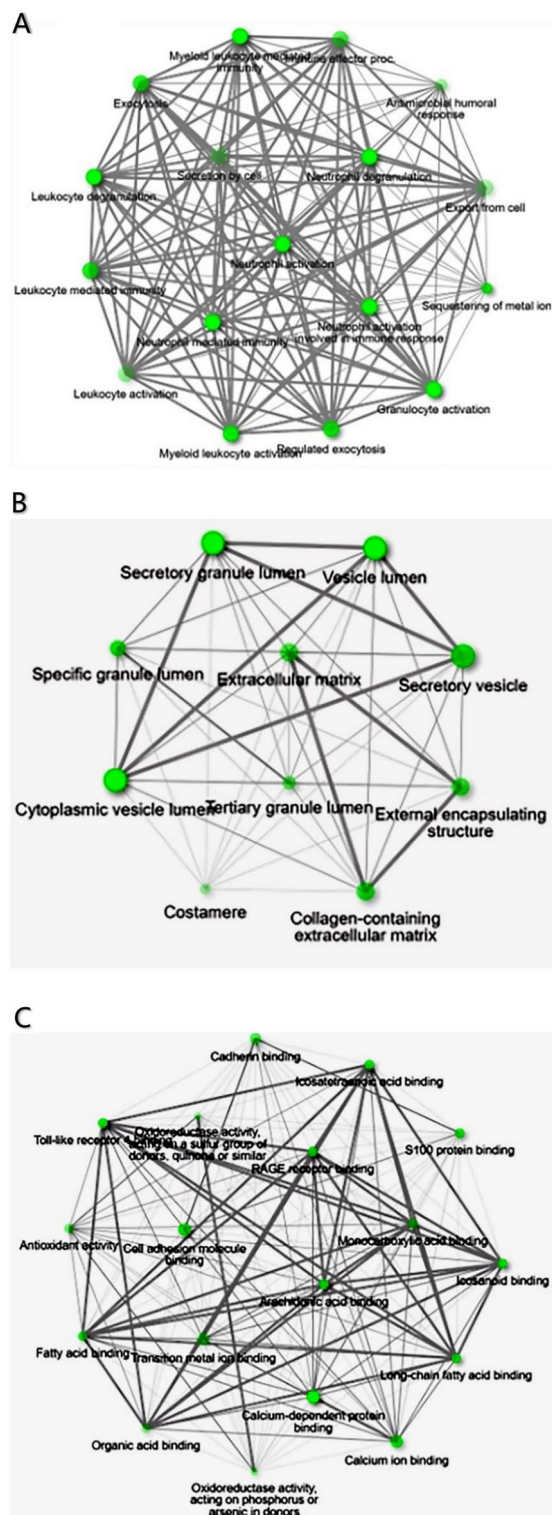 A
Myeloid leukocyte mediated
immunity
Immune effector proc.
Exocytosis
Antimicrobial humoral
response
Secretion by cell
Neutrophil degranulation
Leukocyte degranulation
Export from cell
Neutrophil activation
Leukocyte mediated immunity
Sequestering of metal ion
Neutrophil mediated immunity
Neutrophil activation
involved in immune response
Leukocyte activation
Granulocyte activation
Myeloid leukocyte activation
Regulated exocytosis
B
Secretory granule lumen
Vesicle lumen
Specific granule lumen
Extracellular matrix
Secretory vesicle
Cytoplasmic vesicle lumen
Tertiary granule lumen
External encapsulating
structure
Costamere
Collagen-containing
extracellular matrix
C
Cadherin binding
Icosatetraenoic acid binding
Toll-like receptor 4 binding
Oxidoreductase activity,
acting on a sulfur group of
donors, quinone or similar
S100 protein binding
RAGE receptor binding
Antioxidant activity
Cell adhesion molecule
binding
Monocarboxylic acid binding
Icosanoid binding
Arachidonic acid binding
Fatty acid binding
Transition metal ion binding
Long-chain fatty acid binding
Calcium-dependent protein
binding
Organic acid binding
Calcium ion binding
Oxidoreductase activity,
acting on phosphorus or
arsenic in donors